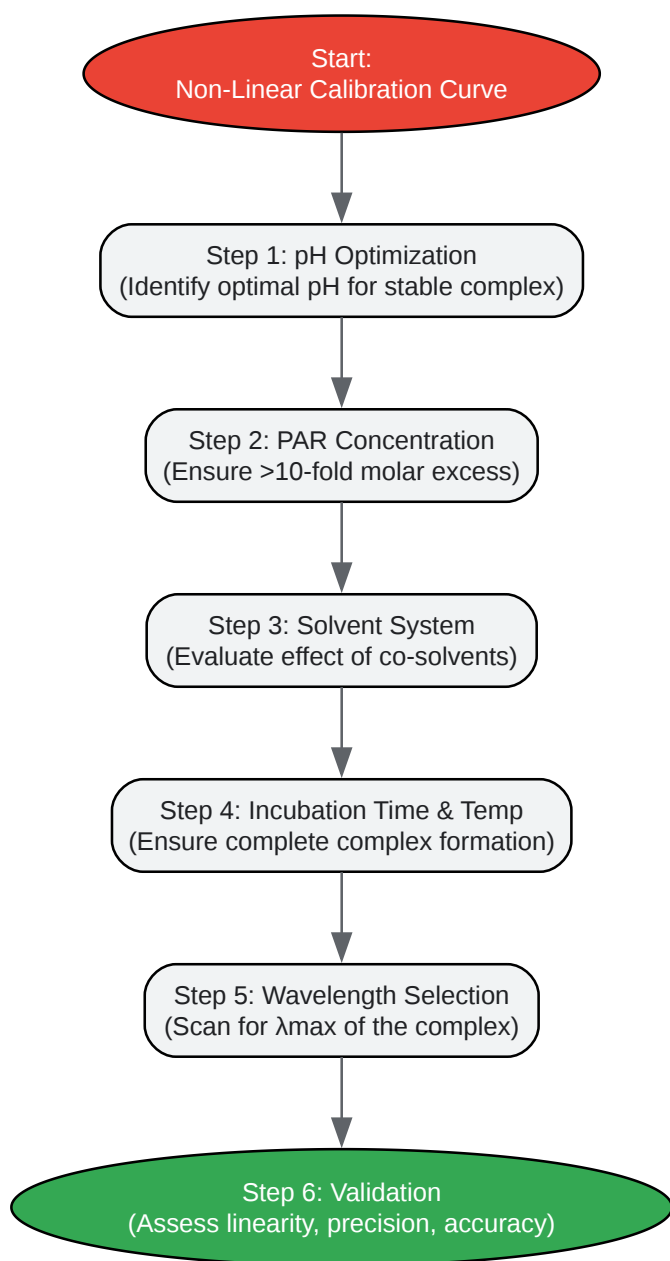 Start:
Non-Linear Calibration Curve
Step 1: pH Optimization
(Identify optimal pH for stable complex)
Step 2: PAR Concentration
(Ensure >10-fold molar excess)
Step 3: Solvent System
(Evaluate effect of co-solvents)
Step 4: Incubation Time & Temp
(Ensure complete complex formation)
Step 5: Wavelength Selection
(Scan for λmax of the complex)
Step 6: Validation
(Assess linearity, precision, accuracy)